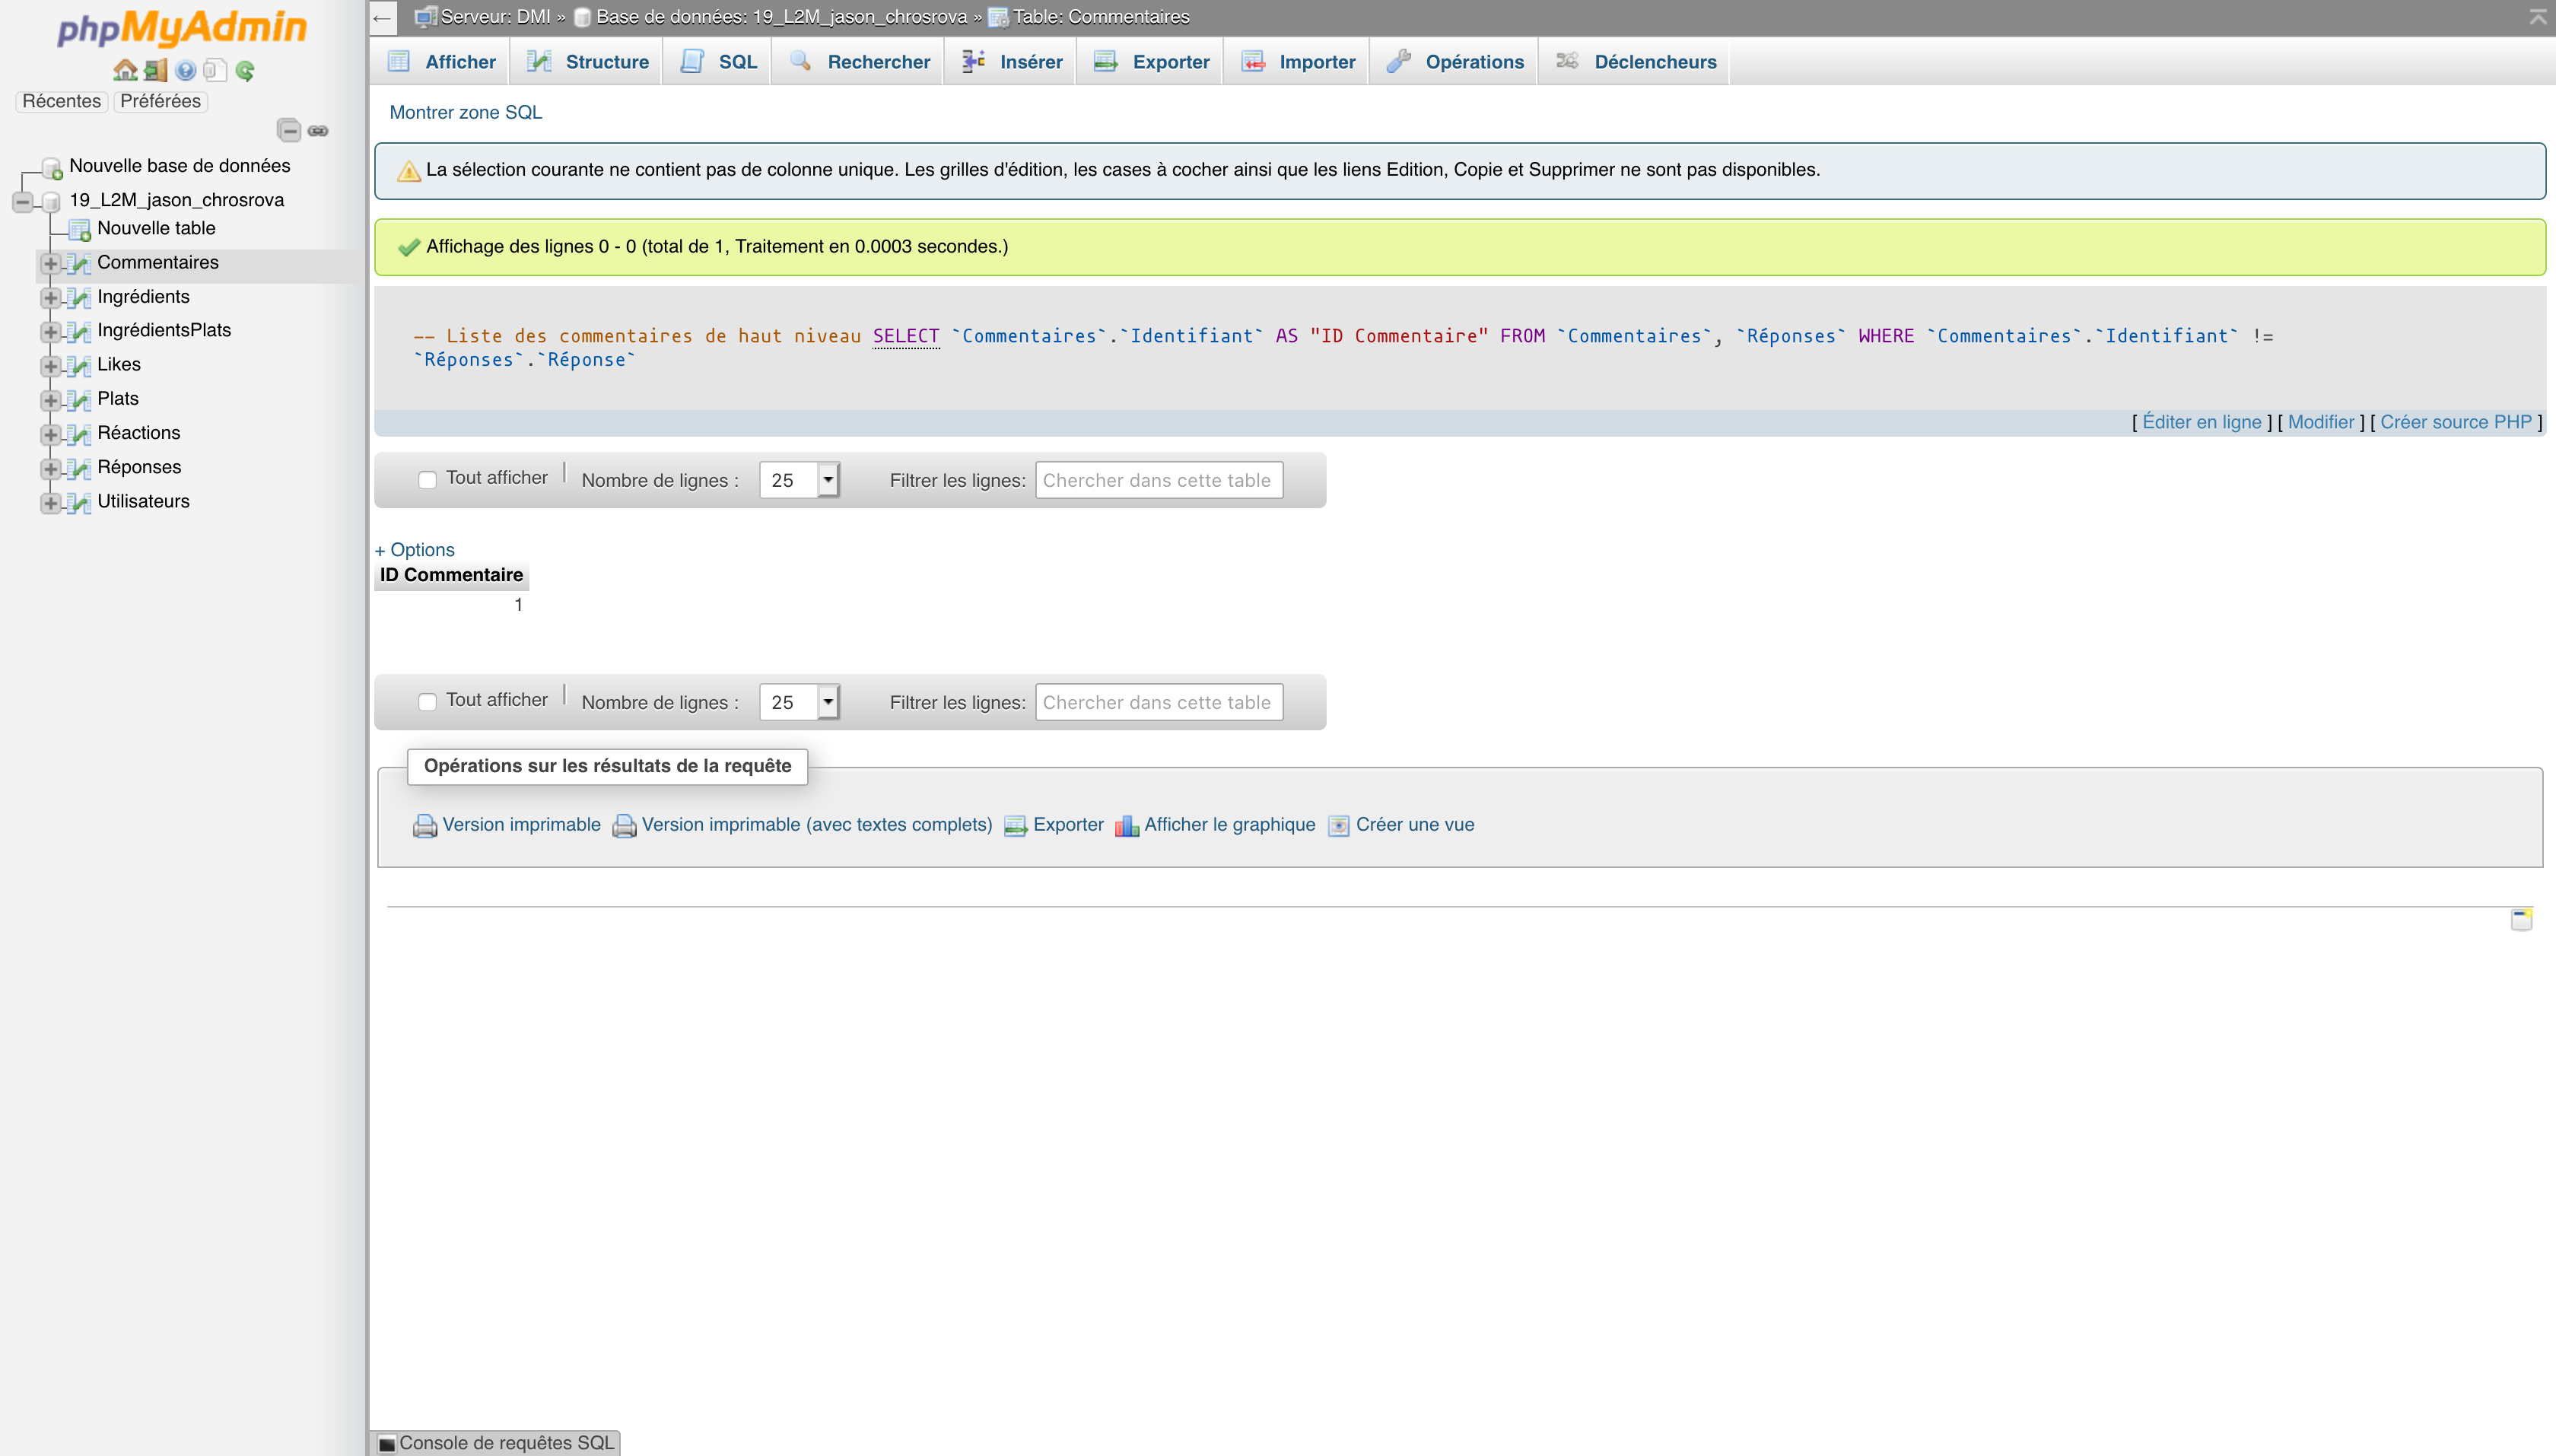 phpMyAdmin
Récentes Préférées
Nouvelle base de données
19_L2M_jason_chrosrova
Nouvelle table
Commentaires
Ingrédients
IngrédientsPlats
Likes
Plats
Réactions
Réponses
Utilisateurs
Serveur: DMI » Base de données: 19_L2M_jason_chrosrova » Table: Commentaires
Afficher Structure SQL Rechercher Insérer Exporter Importer Opérations Déclencheurs
Montrer zone SQL
La sélection courante ne contient pas de colonne unique. Les grilles d'édition, les cases à cocher ainsi que les liens Edition, Copie et Supprimer ne sont pas disponibles.
Affichage des lignes 0 - 0 (total de 1, Traitement en 0.0003 secondes.)
-- Liste des commentaires de haut niveau SELECT `Commentaires`.`Identifiant` AS "ID Commentaire" FROM `Commentaires`, `Réponses` WHERE `Commentaires`.`Identifiant` !=
`Réponses`.`Réponse`
[ Éditer en ligne ] [ Modifier ] [ Créer source PHP ]
Tout afficher | Nombre de lignes : 25 Filtrer les lignes: Chercher dans cette table
+ Options
ID Commentaire
1
Tout afficher | Nombre de lignes : 25 Filtrer les lignes: Chercher dans cette table
Opérations sur les résultats de la requête
Version imprimable Version imprimable (avec textes complets) Exporter Afficher le graphique Créer une vue
Console de requêtes SQL